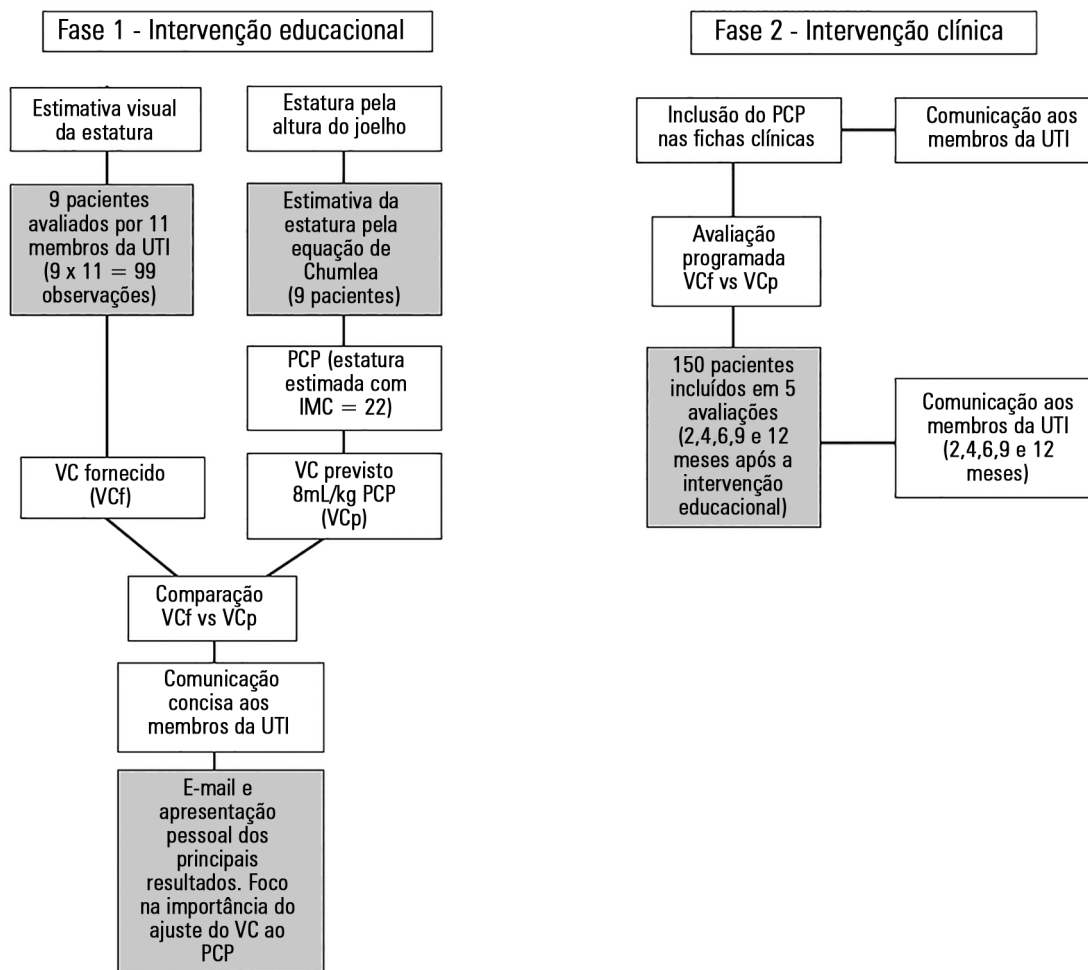 Fase 1 - Intervenção educacional
Estimativa visual
da estatura
9 pacientes
avaliados por 11
membros da UTI
(9 x 11 = 99
observações)
VC fornecido
(VCf)
Estatura pela
altura do joelho
Estimativa da
estatura pela
equação de
Chumlea
(9 pacientes)
PCP (estatura
estimada com
IMC = 22)
VC previsto
8mL/kg PCP
(VCp)
Comparação
VCf vs VCp
Comunicação
concisa aos
membros da UTI
E-mail e
apresentação
pessoal dos
principais
resultados. Foco
na importância do
ajuste do VC ao
PCP
Fase 2 - Intervenção clínica
Inclusão do PCP
nas fichas clínicas
Comunicação aos
membros da UTI
Avaliação
programada
VCf vs VCp
150 pacientes
incluídos em 5
avaliações
(2,4,6,9 e 12
meses após a
intervenção
educacional)
Comunicação aos
membros da UTI
(2,4,6,9 e 12
meses)